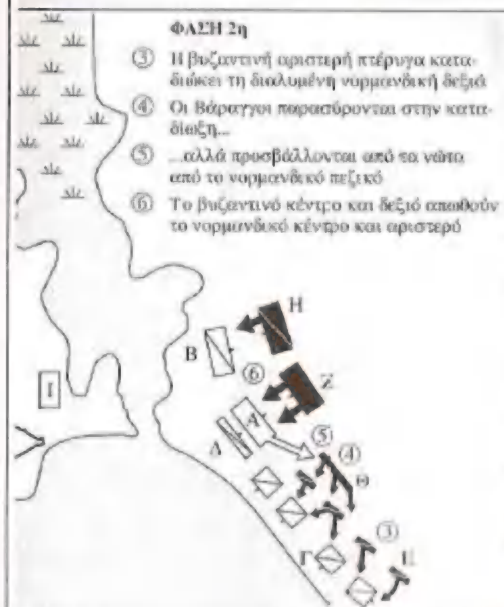 ΦΑΣΗ 2η
③ Η βυζαντινή αριστερή πτέρυγα κατα-
διώκει τη διαλυμένη νορμανδική δεξιά
④ Οι Βάραγγοι παρασύρονται στην κατα-
δίωξη...
⑤ ...αλλά προσβάλλονται από τα νώτα
από το νορμανδικό πεζικό
⑥ Το βυζαντινό κέντρο και δεξιό απωθούν
το νορμανδικό κέντρο και αριστερό
Η
Β
⑥
Ζ
Ι
Α
Δ
⑤
④
Θ
③
Γ
Ε